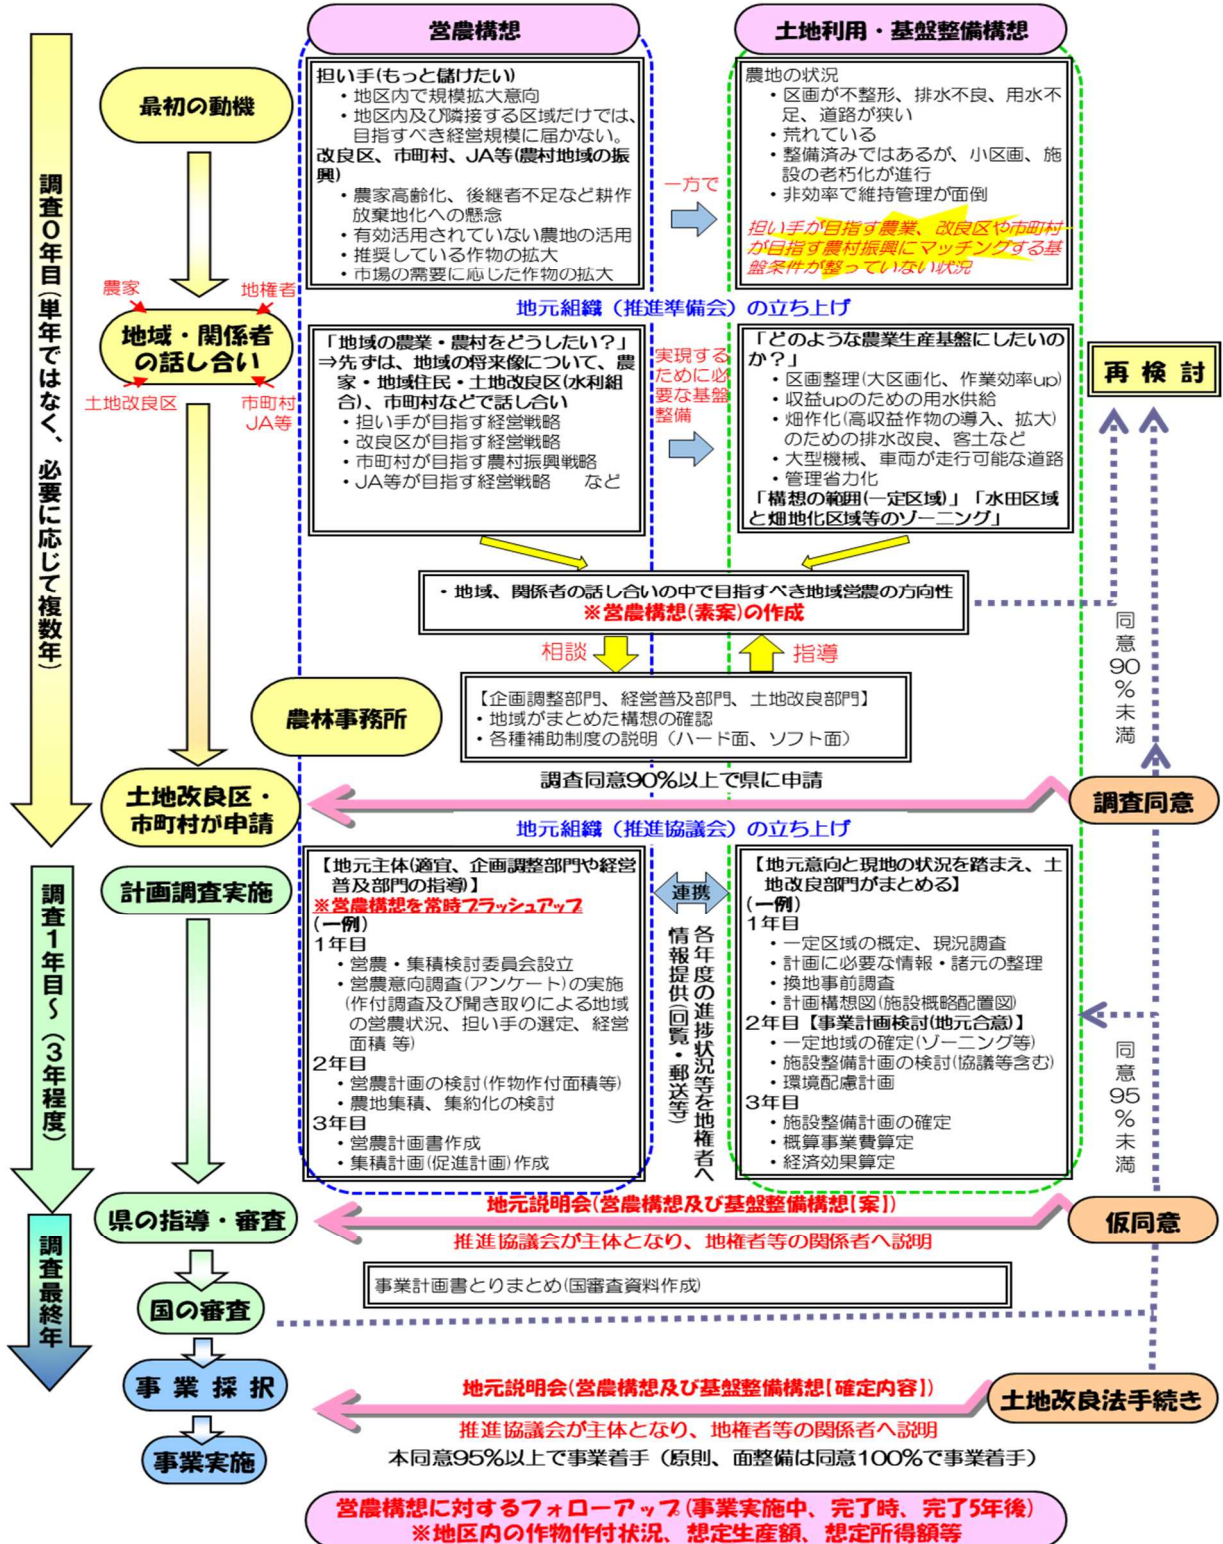 営農構想
土地利用・基盤整備構想
調査0年目(単年ではなく、必要に応じて複数年)
最初の動機
担い手(もっと儲けたい)
・地区内で規模拡大意向
・地区内及び隣接する区域だけでは、
目指すべき経営規模に届かない。
改良区、市町村、JA等(農村地域の振
興)
・農家高齢化、後継者不足など耕作
放棄地化への懸念
・有効活用されていない農地の活用
・推奨している作物の拡大
・市場の需要に応じた作物の拡大
一方で
農地の状況
・区画が不整形、排水不良、用水不
足、道路が狭い
・荒れている
・整備済みではあるが、小区画、施
設の老朽化が進行
・非効率で維持管理が面倒
担い手が目指す農業、改良区や市町村
が目指す農村振興にマッチングする基
盤条件が整っていない状況
地元組織（推進準備会）の立ち上げ
農家
地権者
地域・関係者
の話し合い
土地改良区
市町村
JA等
「地域の農業・農村をどうしたい？」
⇒先ずは、地域の将来像について、農
家・地域住民・土地改良区(水利組
合)、市町村などで話し合い
・担い手が目指す経営戦略
・改良区が目指す経営戦略
・市町村が目指す農村振興戦略
・JA等が目指す経営戦略　など
実現する
ために必
要な基盤
整備
「どのような農業生産基盤にしたいの
か？」
・区画整理(大区画化、作業効率up)
・収益upのための用水供給
・畑作化(高収益作物の導入、拡大)
のための排水改良、客土など
・大型機械、車両が走行可能な道路
・管理省力化
「構想の範囲(一定区域)」「水田区域
と畑地化区域等のゾーニング」
再検討
・地域、関係者の話し合いの中で目指すべき地域営農の方向性
※営農構想(素案)の作成
同意90％未満
相談
指導
農林事務所
【企画調整部門、経営普及部門、土地改良部門】
・地域がまとめた構想の確認
・各種補助制度の説明（ハード面、ソフト面）
調査同意90%以上で県に申請
土地改良区・
市町村が申請
調査同意
地元組織（推進協議会）の立ち上げ
調査1年目～(3年程度)
計画調査実施
【地元主体(適宜、企画調整部門や経営
普及部門の指導)】
※営農構想を常時ブラッシュアップ
(一例)
1年目
・営農・集積検討委員会設立
・営農意向調査(アンケート)の実施
(作付調査及び聞き取りによる地域
の営農状況、担い手の選定、経営
面積 等)
2年目
・営農計画の検討(作物作付面積等)
・農地集積、集約化の検討
3年目
・営農計画書作成
・集積計画(促進計画)作成
連携
各年度の進捗状況等を地権者へ
情報提供(回覧・郵送等)
【地元意向と現地の状況を踏まえ、土
地改良部門がまとめる】
(一例)
1年目
・一定区域の概定、現況調査
・計画に必要な情報・諸元の整理
・換地事前調査
・計画構想図(施設概略配置図)
2年目【事業計画検討(地元合意)】
・一定地域の確定(ゾーニング等)
・施設整備計画の検討(協議等含む)
・環境配慮計画
3年目
・施設整備計画の確定
・概算事業費算定
・経済効果算定
同意95％未満
調査最終年
県の指導・審査
地元説明会(営農構想及び基盤整備構想【案】)
推進協議会が主体となり、地権者等の関係者へ説明
仮同意
事業計画書とりまとめ(国審査資料作成)
国の審査
事業採択
地元説明会(営農構想及び基盤整備構想【確定内容】)
推進協議会が主体となり、地権者等の関係者へ説明
土地改良法手続き
本同意95%以上で事業着手（原則、面整備は同意100%で事業着手）
事業実施
営農構想に対するフォローアップ(事業実施中、完了時、完了5年後)
※地区内の作物作付状況、想定生産額、想定所得額等